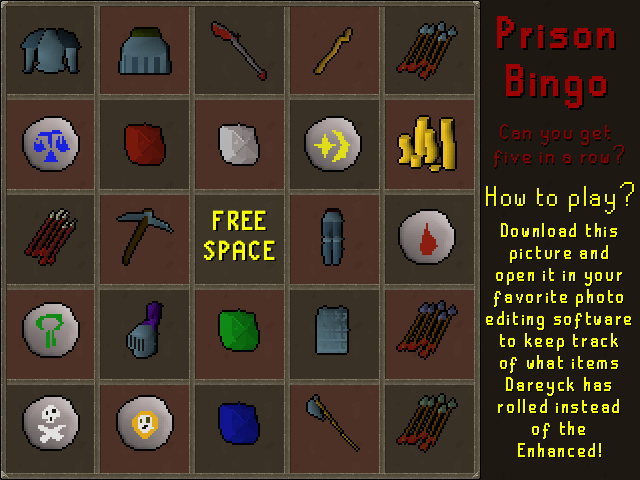 Prison
Bingo
Can you get
five in a row?
How to play?
Download this
picture and
open it in your
favorite photo
editing software
to keep track
of what items
Dareyck has
rolled instead
of the
Enhanced!
FREE
SPACE